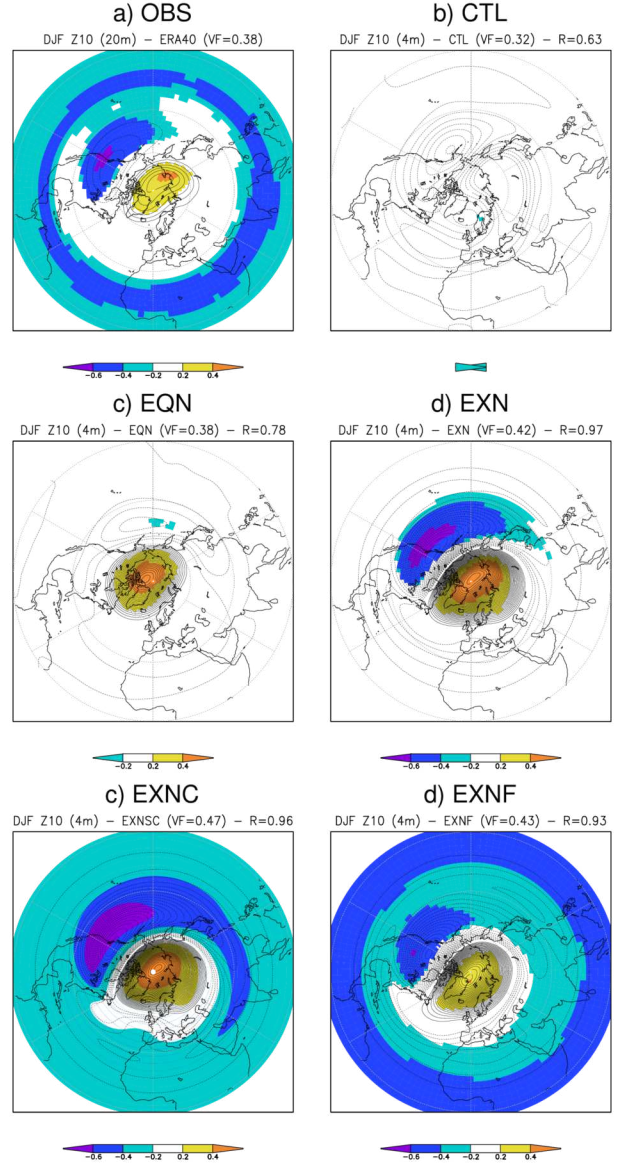 a) OBS
DJF Z10 (20m) – ERA40 (VF=0.38)
b) CTL
DJF Z10 (4m) – CTL (VF=0.32) – R=0.63
−0.6 −0.4 −0.2 0.2 0.4
c) EQN
DJF Z10 (4m) – EQN (VF=0.38) – R=0.78
d) EXN
DJF Z10 (4m) – EXN (VF=0.42) – R=0.97
−0.2 0.2 0.4
−0.6 −0.4 −0.2 0.2 0.4
c) EXNC
DJF Z10 (4m) – EXNSC (VF=0.47) – R=0.96
d) EXNF
DJF Z10 (4m) – EXNF (VF=0.43) – R=0.93
−0.6 −0.4 −0.2 0.2 0.4
−0.6 −0.4 −0.2 0.2 0.4